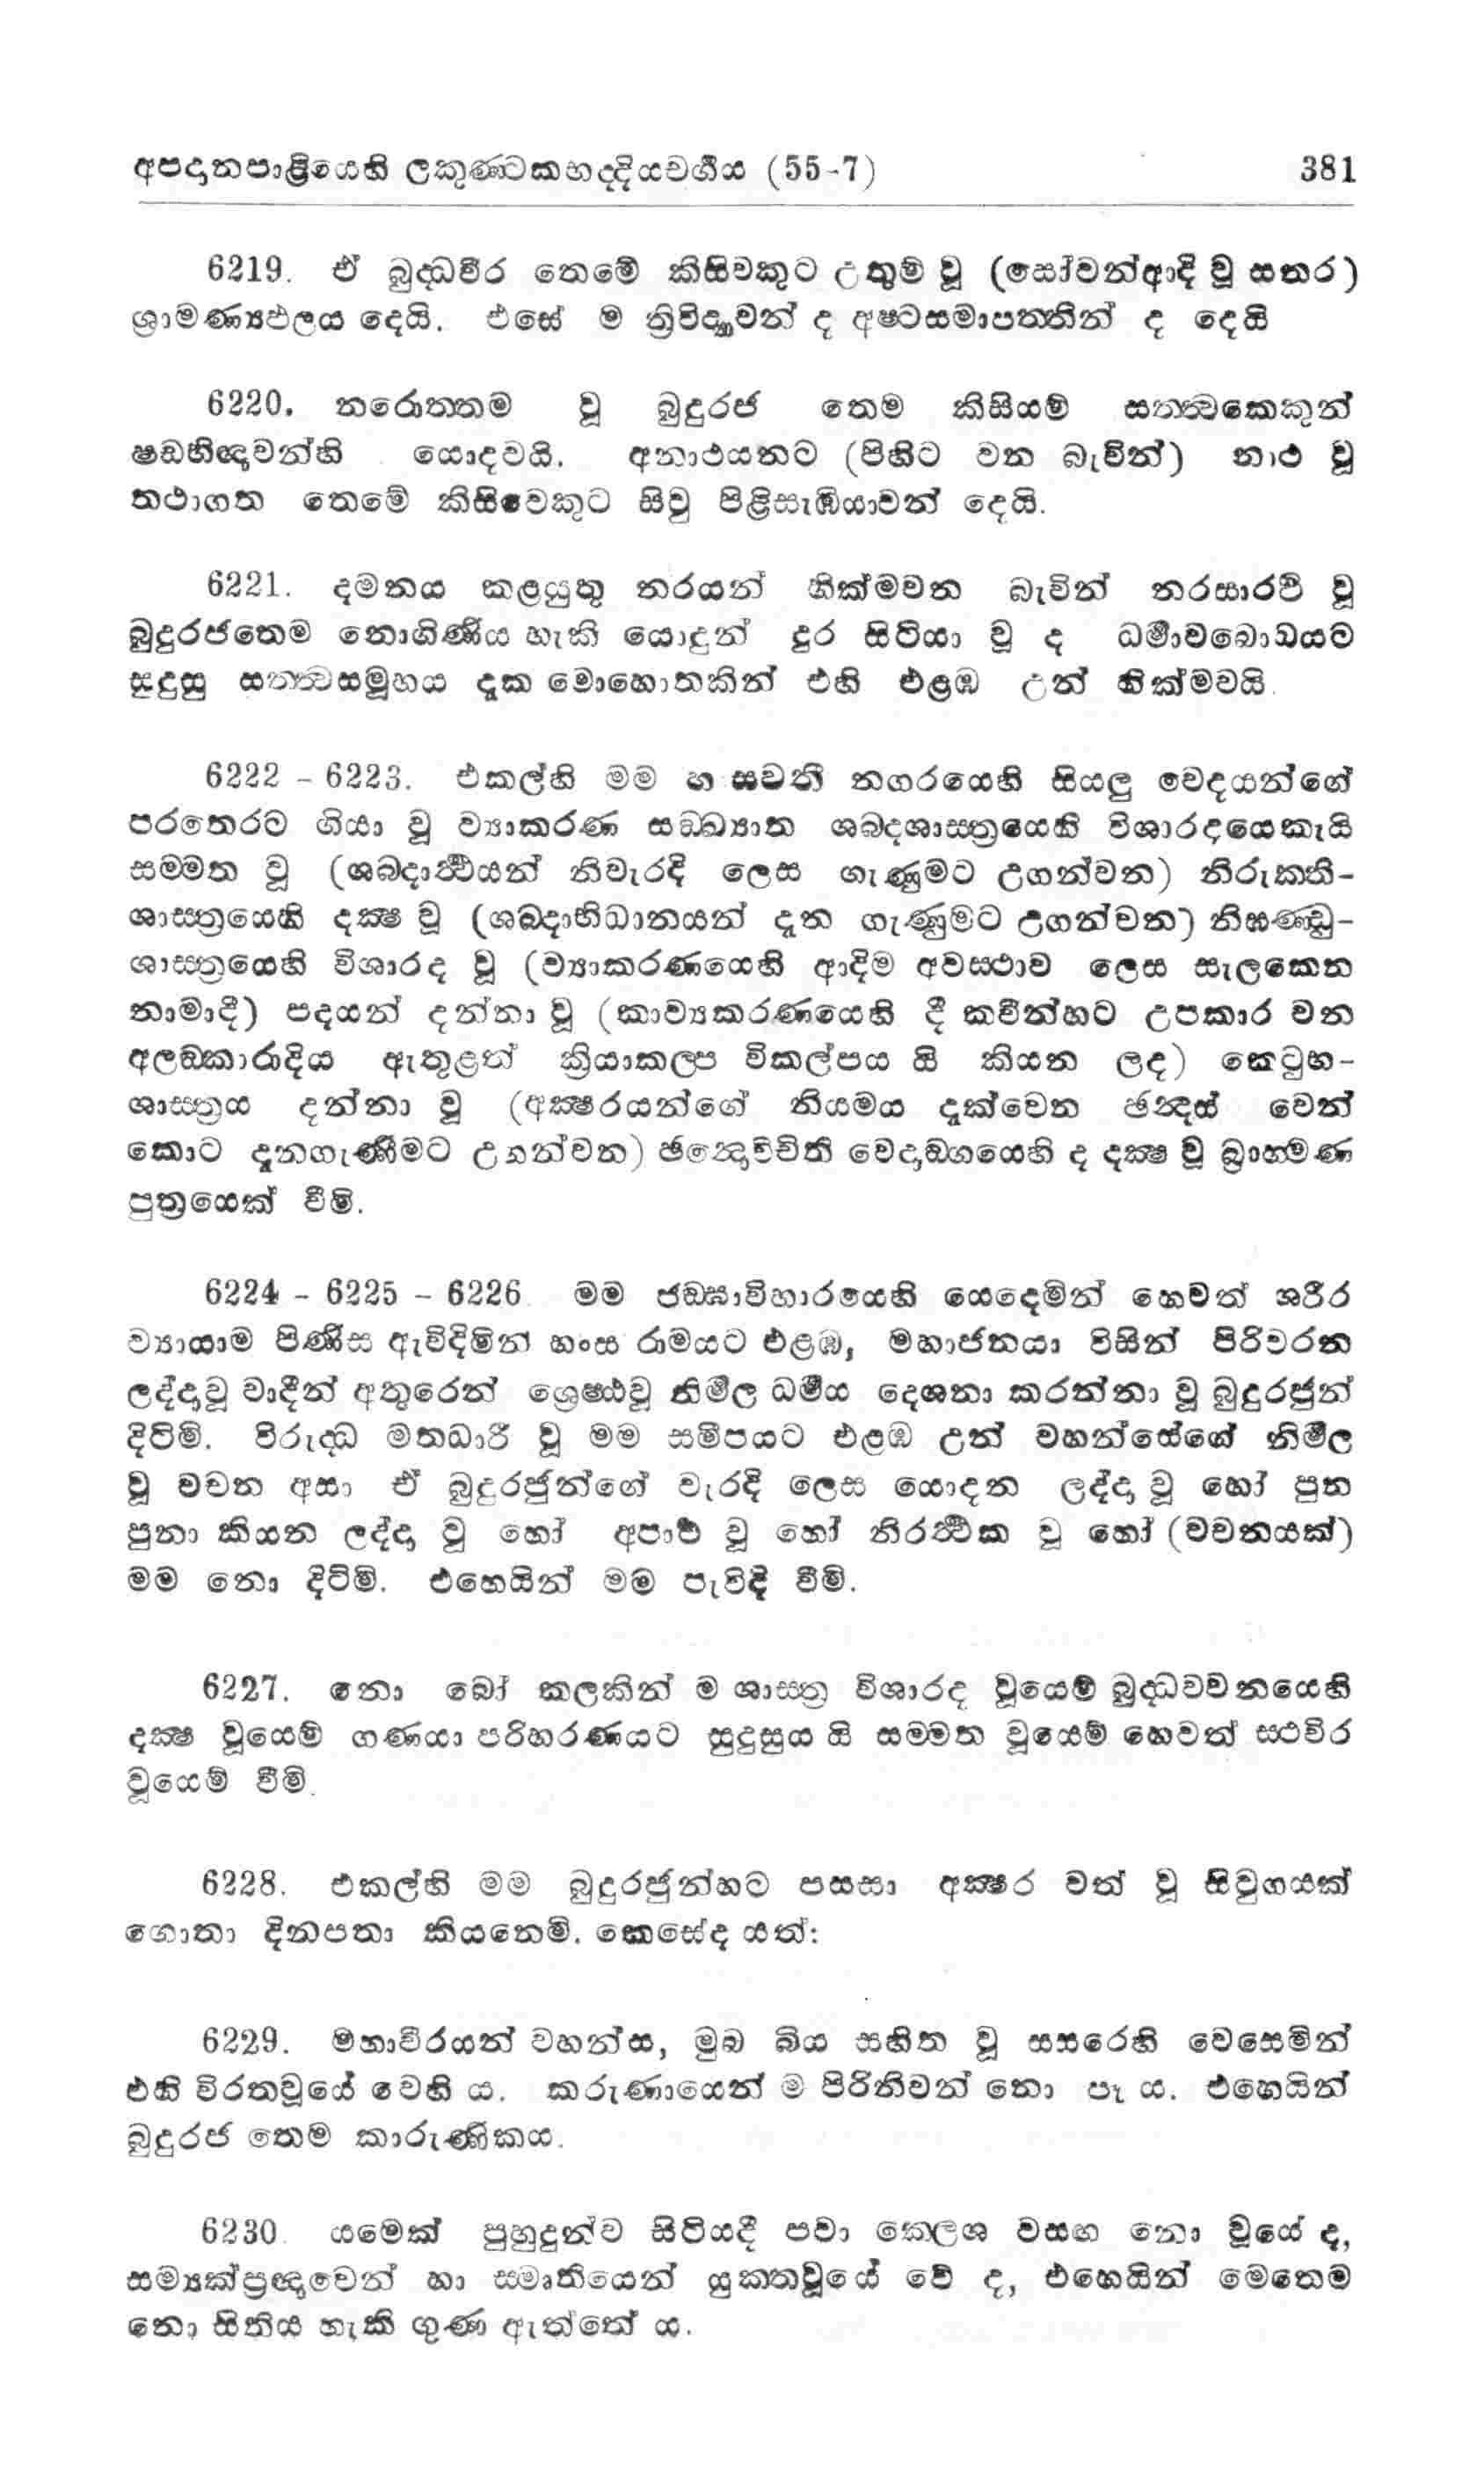 අපදානපාළියෙහි ලකුණ්ටකභද්දියවර්ගය (55-7) 381
6219. ඒ බුද්ධවීර තෙමේ කිසිවකුට උතුම් වූ (සෝවන්ආදි වූ සතර)
ශ්‍රාමණ්‍යඵලය දෙයි. එසේ ම ත්‍රිවිද්‍යාවන් ද අෂ්ටසමාපත්තීන් ද දෙයි
6220. නරොත්තම වූ බුදුරජ තෙම කිසියම් සත්ත්වකෙකුන්
ෂඩභිඥාවන්හි යොදවයි. අනාථයනට (පිහිට වන බැවින්) නාථ වූ
තථාගත තෙමේ කිසිවෙකුට සිවු පිළිසැඹියාවන් දෙයි.
6221. දමනය කළයුතු නරයන් හික්මවන බැවින් නරසාරථි වූ
බුදුරජතෙම නොගිණිය හැකි යොදුන් දුර සිටියා වූ ද ධර්මාවබොධයට
සුදුසු සත්ත්වසමූහය දැක මොහොතකින් එහි එළඹ උන් හික්මවයි.
6222 - 6223. එකල්හි මම හංසවතී නගරයෙහි සියලු වෙදයන්ගේ
පරතෙරට ගියා වූ ව්‍යාකරණ සඞ්ඛ්‍යාත ශබ්දශාස්ත්‍රයෙහි විශාරදයෙකැයි
සම්මත වූ (ශබ්දාර්ථයන් නිවැරදි ලෙස ගැණුමට උගන්වන) නිරුක්ති-
ශාස්ත්‍රයෙහි දක්‍ෂ වූ (ශබ්දාභිධානයන් දැන ගැණුමට උගන්වන) නිඝණ්ඩු-
ශාස්ත්‍රයෙහි විශාරද වූ (ව්‍යාකරණයෙහි ආදිම අවස්ථාව ලෙස සැලකෙන
නාමාදී) පදයන් දන්නා වූ (කාව්‍යකරණයෙහි දී කවීන්හට උපකාර වන
අලඞ්කාරාදිය ඇතුළත් ක්‍රියාකල්ප විකල්පය යි කියන ලද) කෙටුභ-
ශාස්ත්‍රය දන්නා වූ (අක්‍ෂරයන්ගේ නියමය දැක්වෙන ඡන්දස් වෙන්
කොට දැනගැණීමට උගන්වන) ඡන්දොවිචිති වෙදාඞ්ගයෙහි ද දක්‍ෂ වූ බ්‍රාහ්මණ
පුත්‍රයෙක් වීමි.
6224 - 6225 - 6226 මම ජඞ්ඝාවිහාරයෙහි යෙදෙමින් හෙවත් ශරීර
ව්‍යායාම පිණිස ඇවිදිමින් හංසාරාමයට එළඹ, මහාජනයා විසින් පිරිවරන
ලද්දාවූ වාදීන් අතුරෙන් ශ්‍රෙෂ්ඨවූ නිර්මල ධර්මය දෙශනා කරන්නා වූ බුදුරජුන්
දිටිමි. විරුද්ධ මතධාරී වූ මම සමීපයට එළඹ උන් වහන්සේගේ නිර්මල
වූ වචන අසා ඒ බුදුරජුන්ගේ වැරදි ලෙස යොදන ලද්දා වූ හෝ පුන
පුනා කියන ලද්දා වූ හෝ අපාර්ථ වූ හෝ නිරර්ථක වූ හෝ (වචනයක්)
මම නො දිටිමි. එහෙයින් මම පැවිදි වීමි.
6227. නො බෝ කලකින් ම ශාස්ත්‍ර විශාරද වූයෙම් බුද්ධවචනයෙහි
දක්‍ෂ වූයෙම් ගණයා පරිහරණයට සුදුසුය යි සම්මත වූයෙම් හෙවත් ස්ථවිර
වූයෙම් වීමි.
6228. එකල්හි මම බුදුරජුන්හට පසසා අක්‍ෂර වත් වූ සිවුගයක්
ගොතා දිනපතා කියනෙමි. කෙසේද යත්:
6229. මහාවීරයන් වහන්ස, මුඛ බිය සහිත වූ සසරෙහි වෙසෙමින්
එහි විරතවූයේ වෙහි ය. කරුණායෙන් ම පිරිනිවන් නො පෑ ය. එහෙයින්
බුදුරජ තෙම කාරුණිකය.
6230. යමෙක් පුහුදුන්ව සිටියදී පවා කෙලශ වසඟ නො වූයේ ද,
සම්‍යක්ප්‍රඥාවෙන් හා ස්මෘතියෙන් යුක්තවූයේ වේ ද, එහෙයින් මෙතෙම
නො සිතිය හැකි ගුණ ඇත්තේ ය.